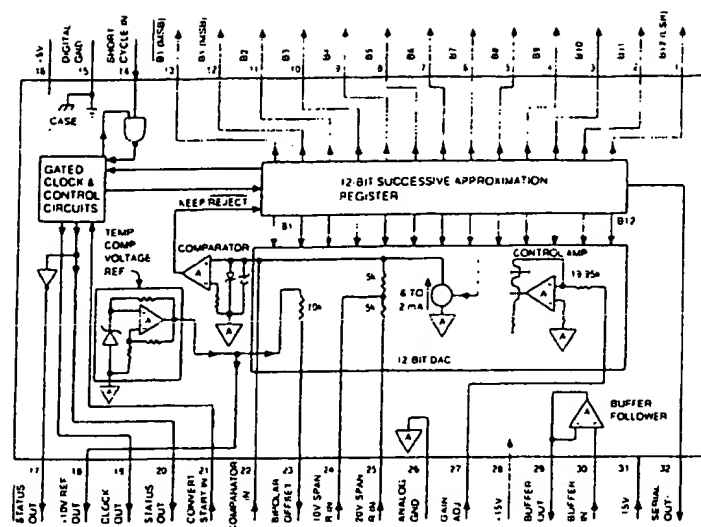 +5V
DIGITAL GND
SHORT CYCLE IN
B1 (MSB)
B1 (MSB)
B2
B3
B4
B5
B6
B7
B8
B9
B10
B11
B12 (LSB)
16
15
14
13
12
11
10
9
8
7
6
5
4
3
2
1
CASE
GATED CLOCK & CONTROL CIRCUITS
12-BIT SUCCESSIVE APPROXIMATION REGISTER
KEEP/REJECT
B1
B12
TEMP COMP VOLTAGE REF
COMPARATOR
A
A
A
A
A
10k
5k
5k
6 TO 2 mA
A
CONTROL AMP
A
A
12 BIT DAC
BUFFER FOLLOWER
A
A
17
18
19
20
21
22
23
24
25
26
27
28
29
30
31
32
STATUS OUT
+10V REF OUT
CLOCK OUT
STATUS OUT
CONVERT START IN
COMPARATOR IN
BIPOLAR OFFSET
10V SPAN R IN
20V SPAN R IN
ANALOG GND
GAIN ADJ
+15V
BUFFER OUT
BUFFER IN
15V
SERIAL OUT